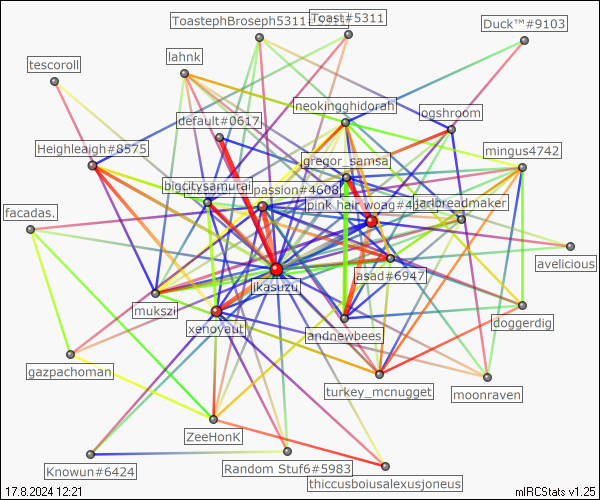 ToastephBroseph5311
Toast#5311
Duck™#9103
tescoroll
lahnk
neokingghidorah
ogshroom
default#0617
Heighleaigh#8575
gregor_samsa
mingus4742
bigcitysamurai
passion#4608
pink hair woag#4
jarlbreadmaker
facadas.
avelicious
asad#6947
jikasuzu
mukszi
xenoyaut
andnewbees
doggerdig
gazpachoman
turkey_mcnugget
moonraven
ZeeHonK
Knowun#6424
Random Stuf6#5983
thiccusboiusalexusjoneus
17.8.2024 12:21
mIRCStats v1.25